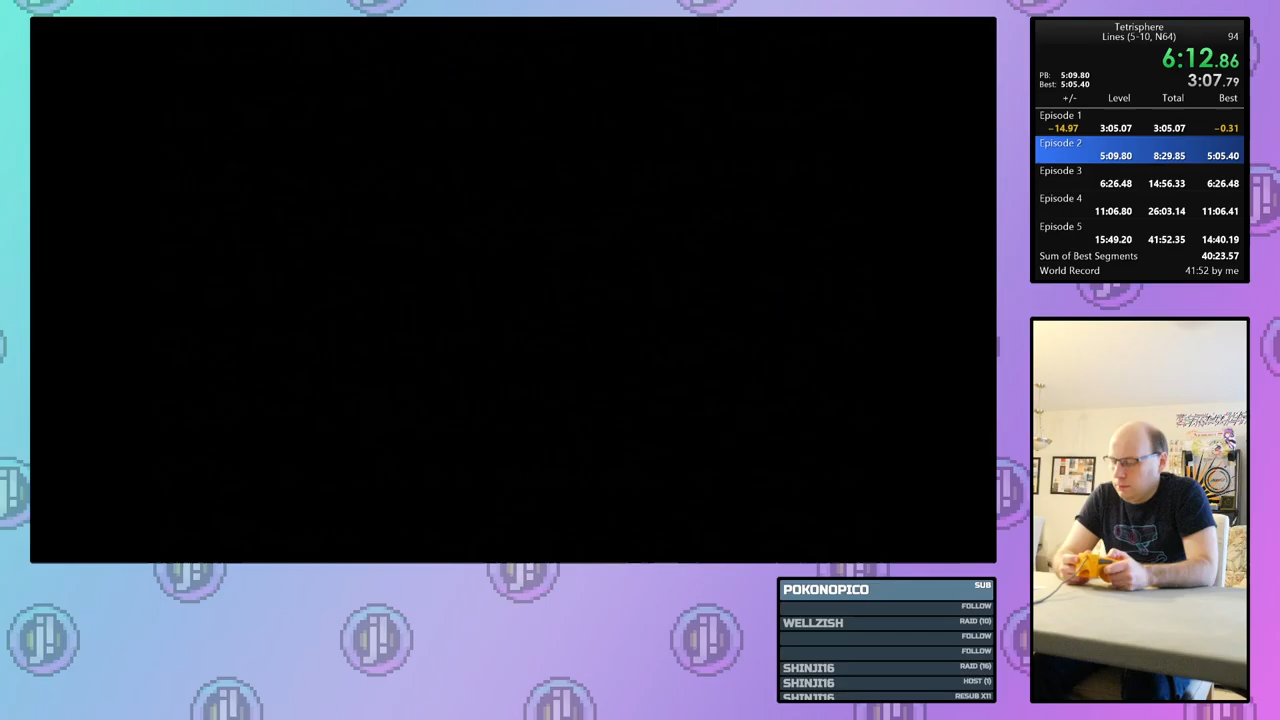 Tetrisphere
Lines (5-10, N64) 94
6:12.86
PB: 5:09.80
Best: 5:05.40
3:07.79
+/- Level Total Best
Episode 1
-14.97 3:05.07 3:05.07 -0.31
Episode 2
5:09.80 8:29.85 5:05.40
Episode 3
6:26.48 14:56.33 6:26.48
Episode 4
11:06.80 26:03.14 11:06.41
Episode 5
15:49.20 41:52.35 14:40.19
Sum of Best Segments 40:23.57
World Record 41:52 by me
POKONOPICO SUB
FOLLOW
WELLZISH RAID (10)
FOLLOW
FOLLOW
SHINJI16 RAID (16)
SHINJI16 HOST (1)
SHINJI16 RESUB X11
j!
j!
j!
j!
j!
j!
j!